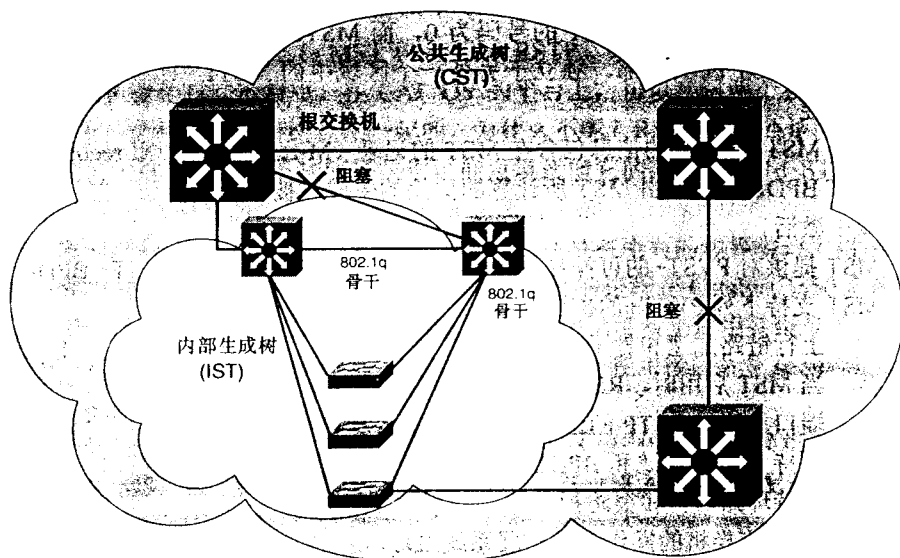 公共生成树
(CST)
根交换机
阻塞
802.1q
骨干
802.1q
骨干
阻塞
内部生成树
(IST)